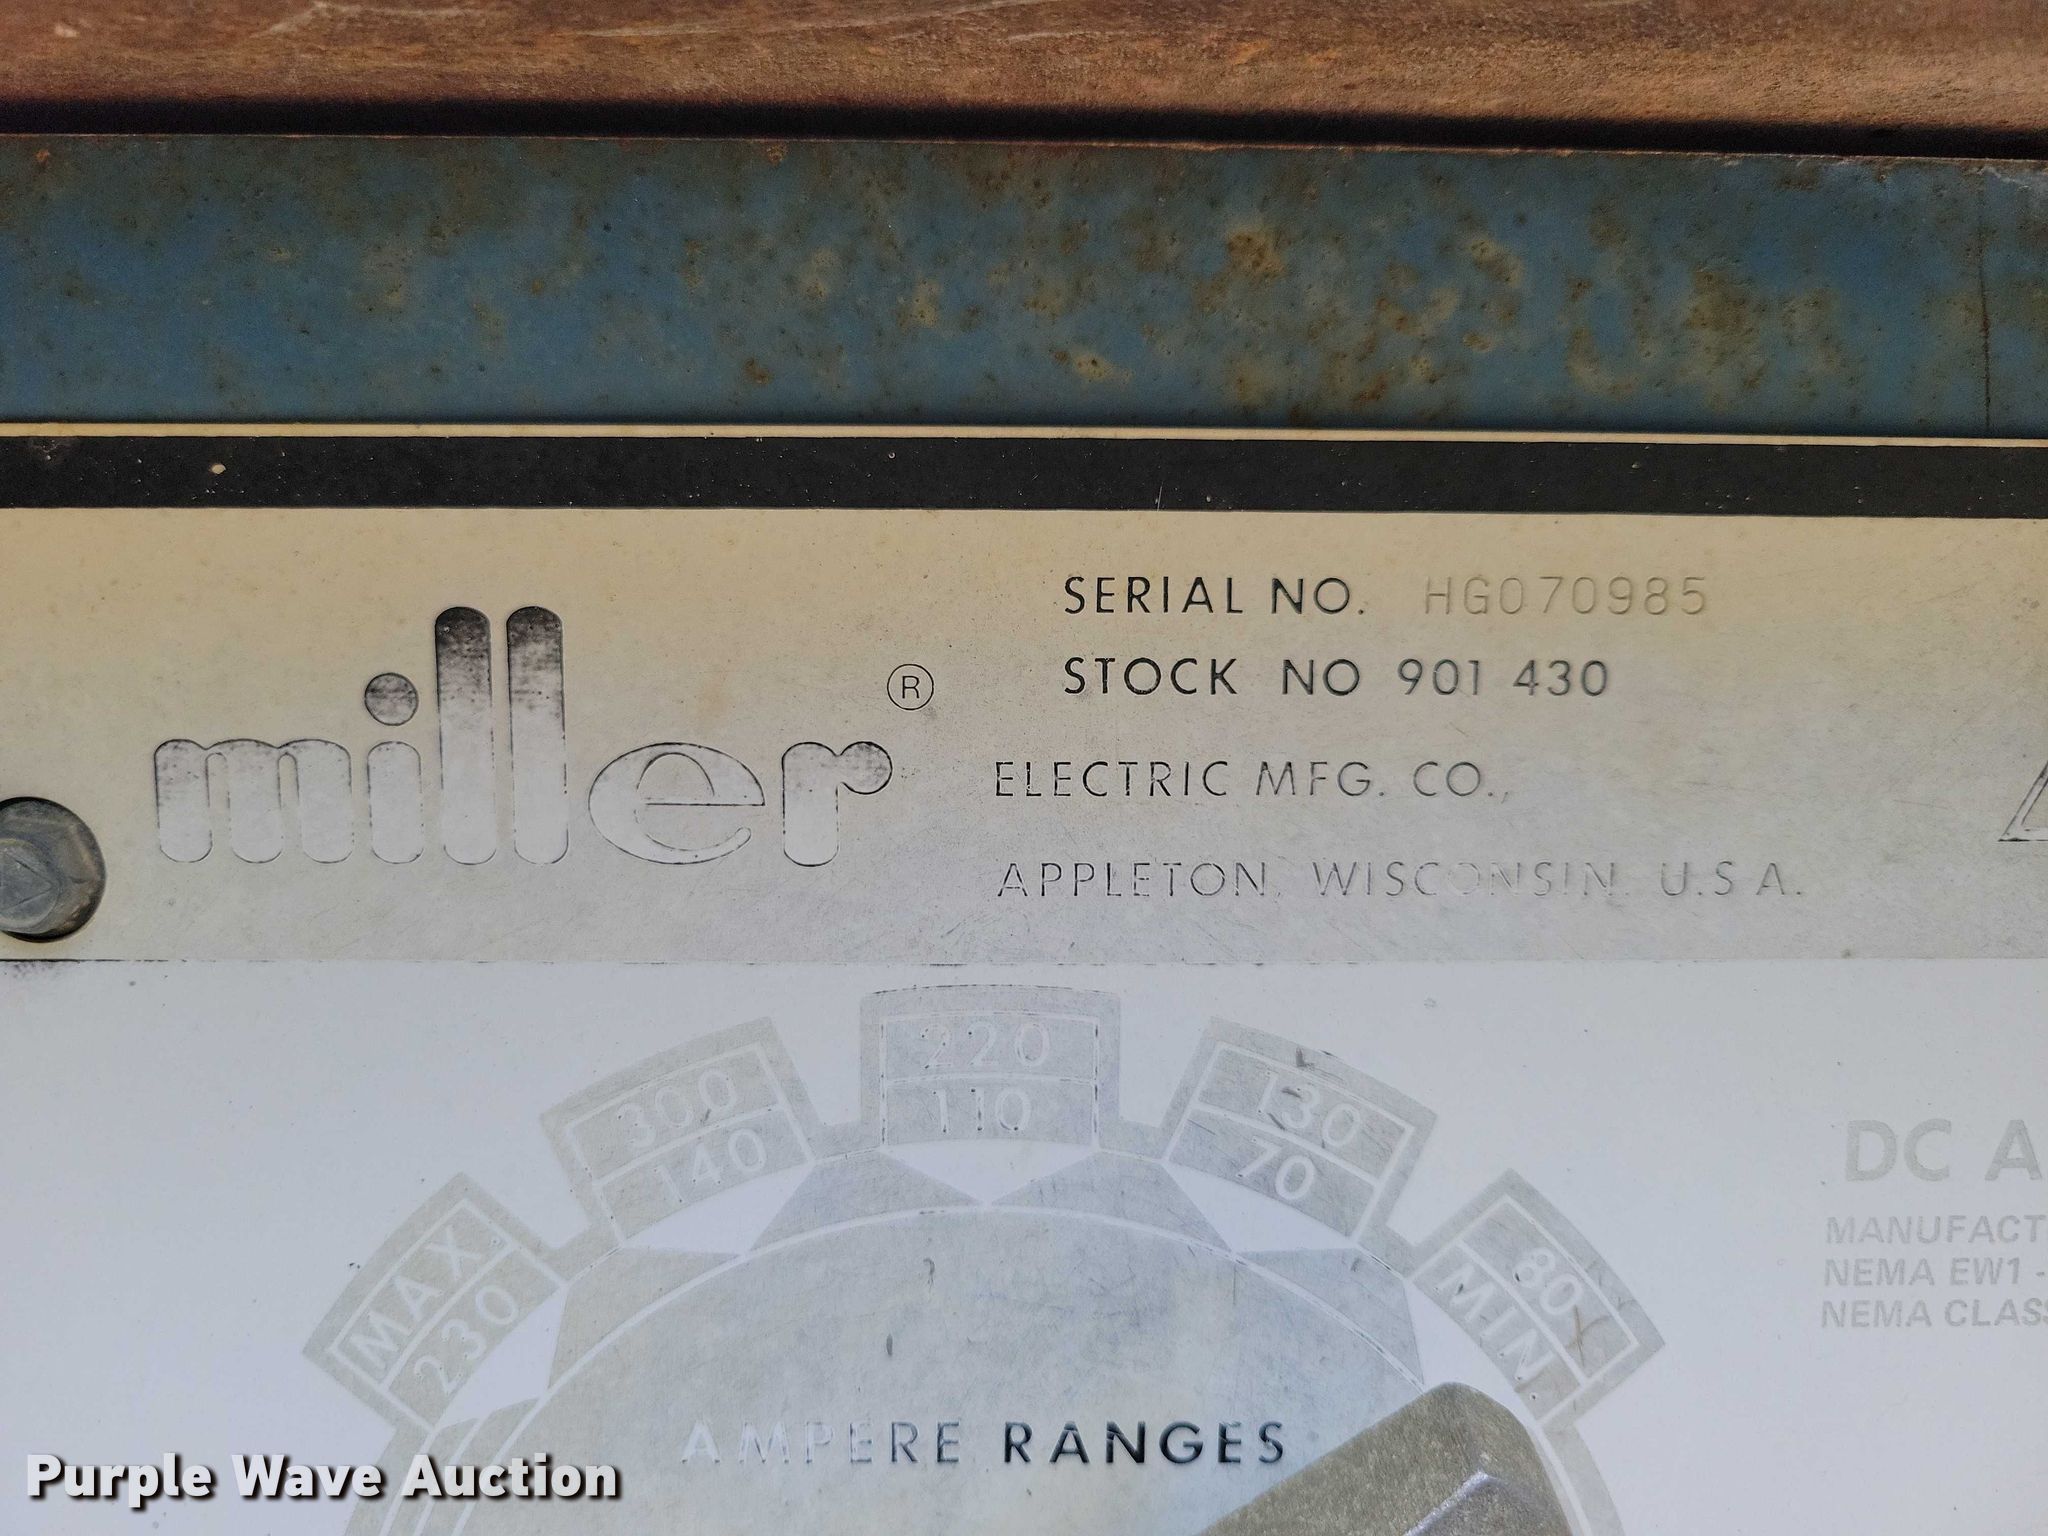 miller ®
SERIAL NO. HG070985
STOCK NO 901 430
ELECTRIC MFG. CO.,
APPLETON, WISCONSIN, U.S.A.
MAX
230
300
140
220
110
130
70
80
MIN
DC A
MANUFACT
NEMA EW1 -
NEMA CLASS
AMPERE RANGES
Purple Wave Auction